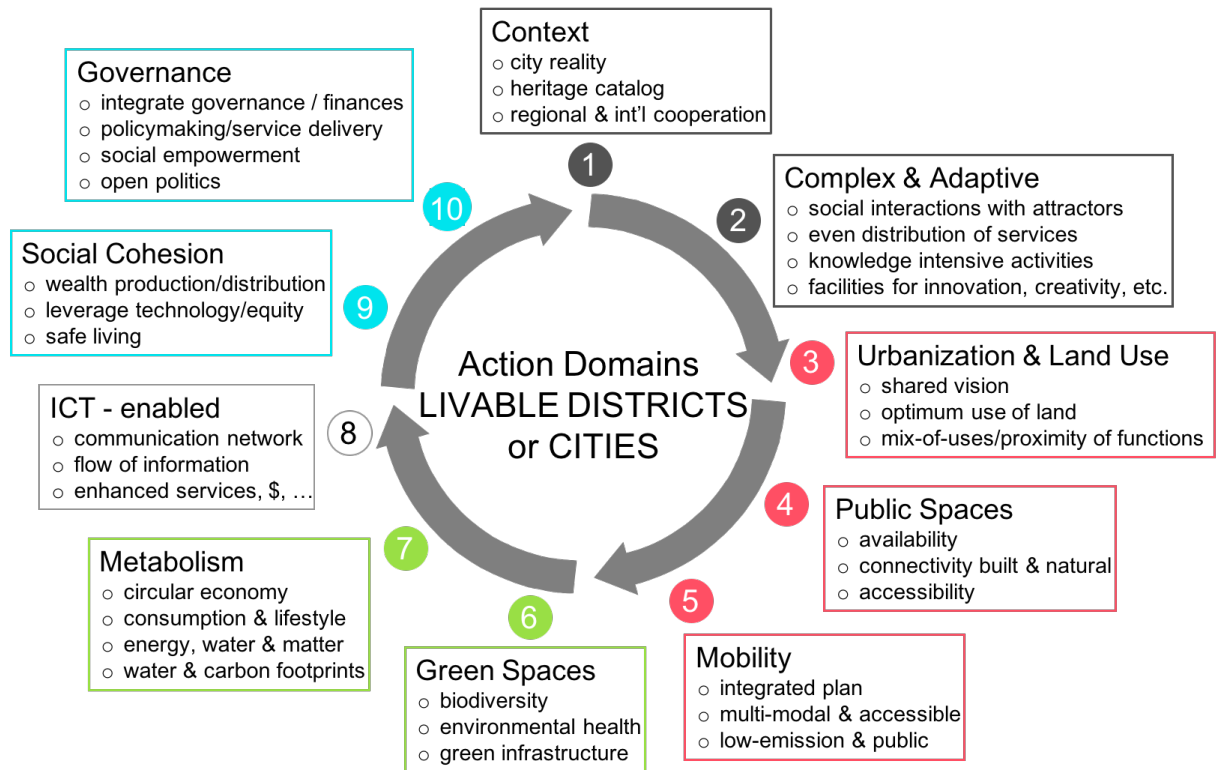 1
Context
○ city reality
○ heritage catalog
○ regional & int'l cooperation
2
Complex & Adaptive
○ social interactions with attractors
○ even distribution of services
○ knowledge intensive activities
○ facilities for innovation, creativity, etc.
3
Urbanization & Land Use
○ shared vision
○ optimum use of land
○ mix-of-uses/proximity of functions
4
Public Spaces
○ availability
○ connectivity built & natural
○ accessibility
5
Mobility
○ integrated plan
○ multi-modal & accessible
○ low-emission & public
6
Green Spaces
○ biodiversity
○ environmental health
○ green infrastructure
7
Metabolism
○ circular economy
○ consumption & lifestyle
○ energy, water & matter
○ water & carbon footprints
8
ICT - enabled
○ communication network
○ flow of information
○ enhanced services, $, …
9
Social Cohesion
○ wealth production/distribution
○ leverage technology/equity
○ safe living
10
Governance
○ integrate governance / finances
○ policymaking/service delivery
○ social empowerment
○ open politics
Action Domains
LIVABLE DISTRICTS
or CITIES